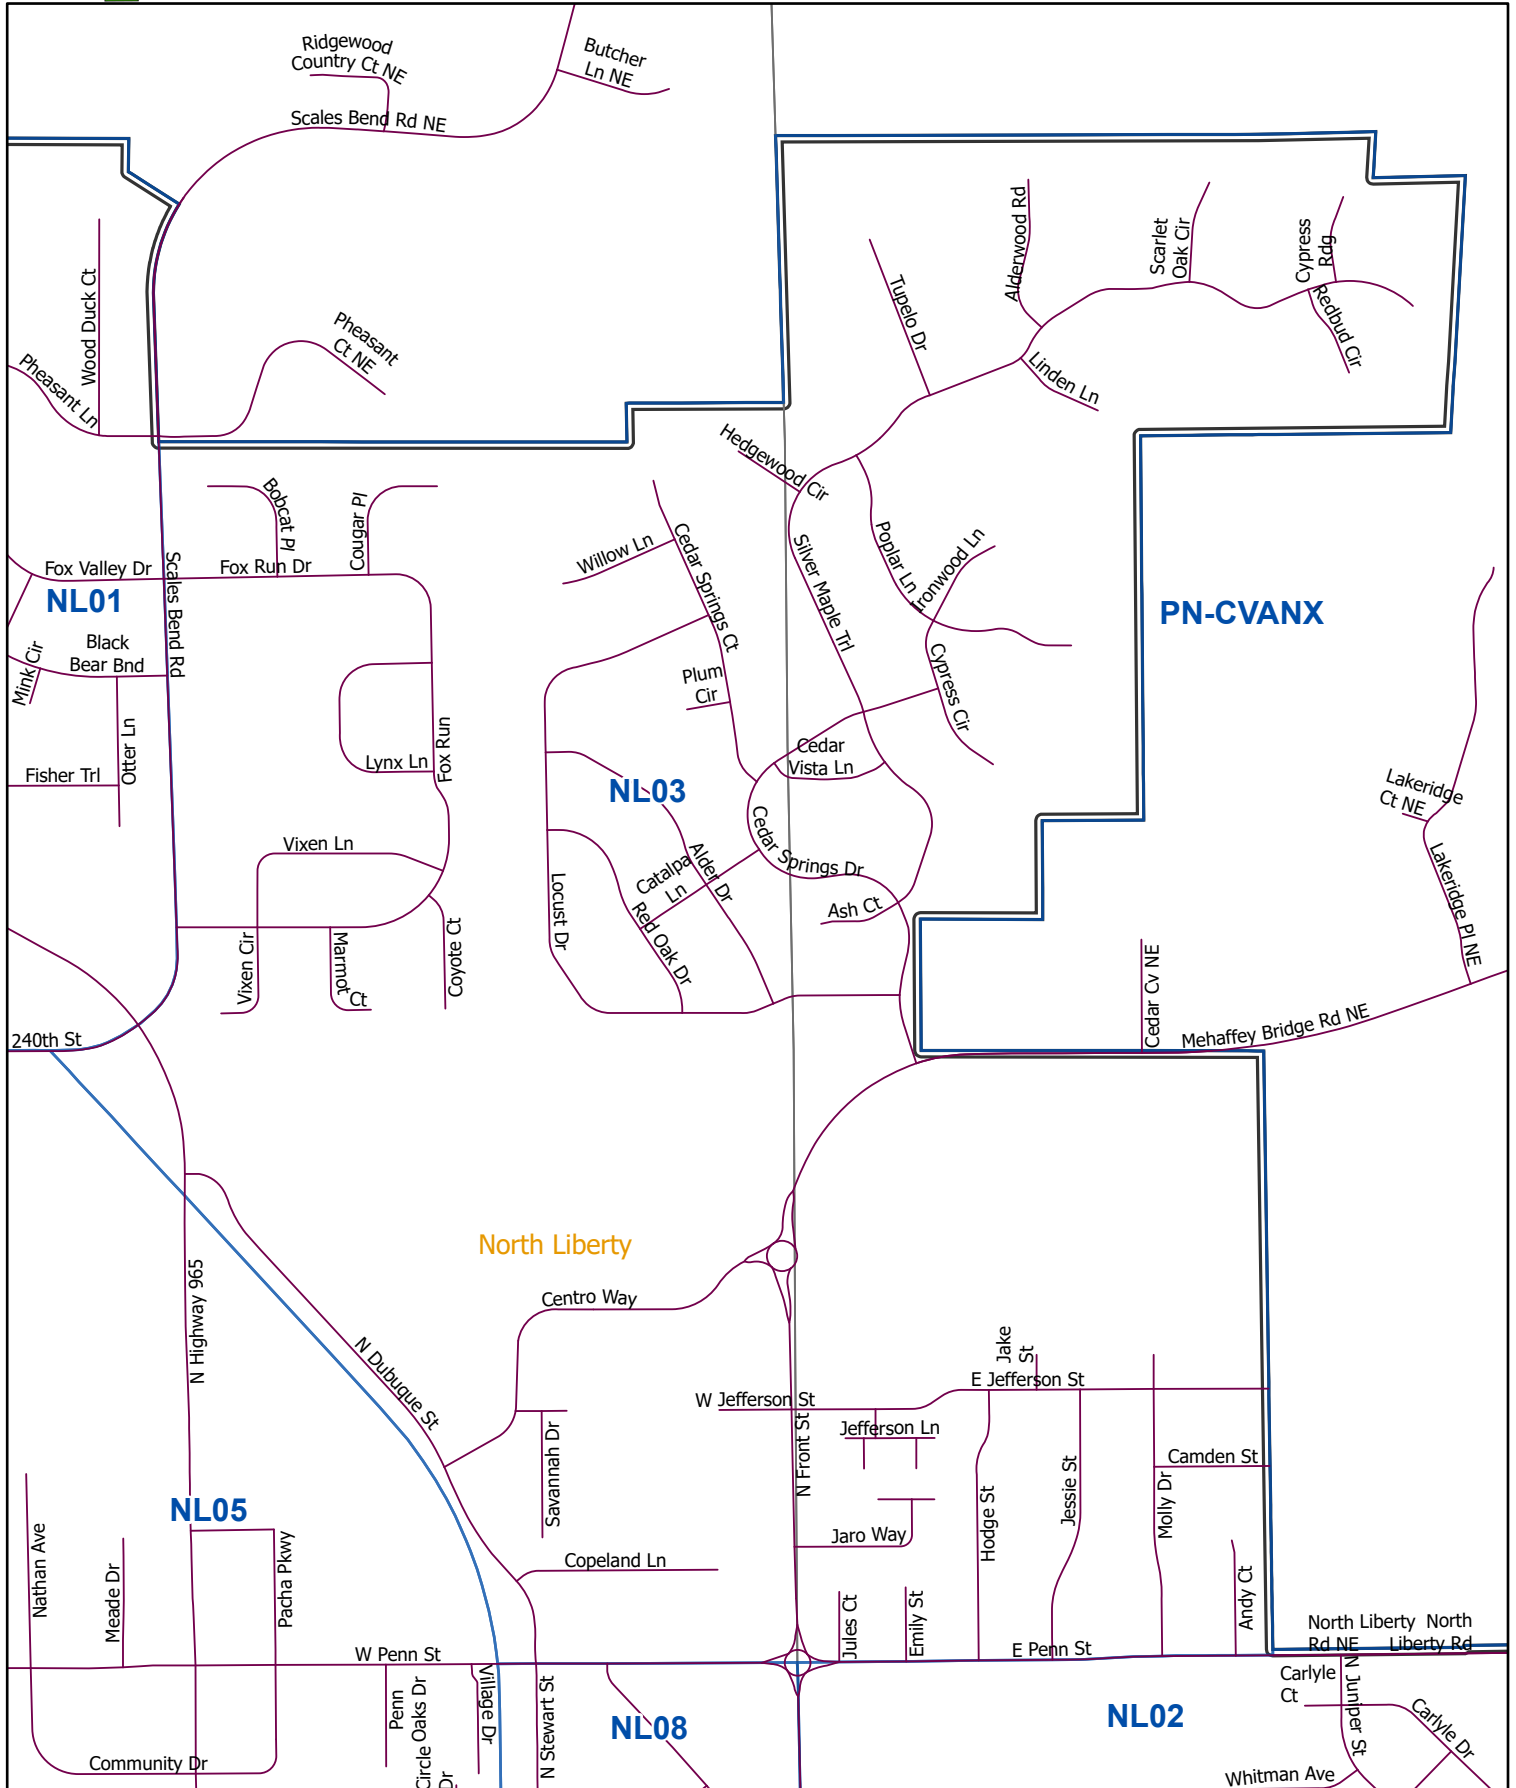 Ridgewood
Country Ct NE
Butcher
Ln NE
Scales Bend Rd NE
Wood Duck Ct
Pheasant Ln
Pheasant
Ct NE
Tupelo Dr
Alderwood Rd
Scarlet
Oak Cir
Cypress
Rdg
Redbud Cir
Linden Ln
Hedgewood Cir
Bobcat Pl
Cougar Pl
Fox Valley Dr
Fox Run Dr
Scales Bend Rd
NL01
Black
Bear Bnd
Mink Cir
Otter Ln
Fisher Trl
Willow Ln
Cedar Springs Ct
Silver Maple Trl
Poplar Ln
Ironwood Ln
PN-CVANX
Plum
Cir
Cypress Cir
Fox Run
Lynx Ln
Cedar
Vista Ln
NL03
Lakeridge
Ct NE
Vixen Ln
Cedar Springs Dr
Catalpa
Ln
Alder Dr
Locust Dr
Red Oak Dr
Ash Ct
Lakeridge Pl NE
Vixen Cir
Marmot
Ct
Coyote Ct
Cedar Cv NE
Mehaffey Bridge Rd NE
240th St
North Liberty
N Highway 965
Centro Way
N Dubuque St
Jake
St
E Jefferson St
W Jefferson St
N Front St
Jefferson Ln
Savannah Dr
Camden St
Molly Dr
Jessie St
Hodge St
NL05
Jaro Way
Nathan Ave
Meade Dr
Pacha Pkwy
Copeland Ln
Jules Ct
Emily St
Andy Ct
W Penn St
E Penn St
North Liberty North
Rd NE Liberty Rd
Penn
Oaks Dr
Circle
Dr
Village Dr
N Stewart St
NL08
NL02
Carlyle
Ct
N Juniper St
Carlyle Dr
Community Dr
Whitman Ave